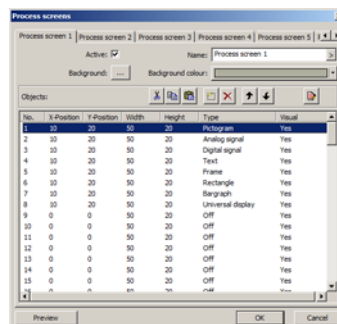 Process screens
Process screen 1 Process screen 2 Process screen 3 Process screen 4 Process screen 5
Active: Name: Process screen 1 >
Background: ... Background colour:
Objects:
No. X-Position Y-Position Width Height Type Visual
1 10 20 50 20 Pictogram Yes
2 10 20 50 20 Analog signal Yes
3 10 20 50 20 Digital signal Yes
4 10 20 50 20 Text Yes
5 10 20 50 20 Frame Yes
6 10 20 50 20 Rectangle Yes
7 10 20 50 20 Bargraph Yes
8 10 20 50 20 Universal display Yes
9 0 0 50 20 Off Yes
10 0 0 50 20 Off Yes
11 0 0 50 20 Off Yes
12 0 0 50 20 Off Yes
13 0 0 50 20 Off Yes
14 0 0 50 20 Off Yes
15 0 0 50 20 Off Yes
Preview OK Cancel